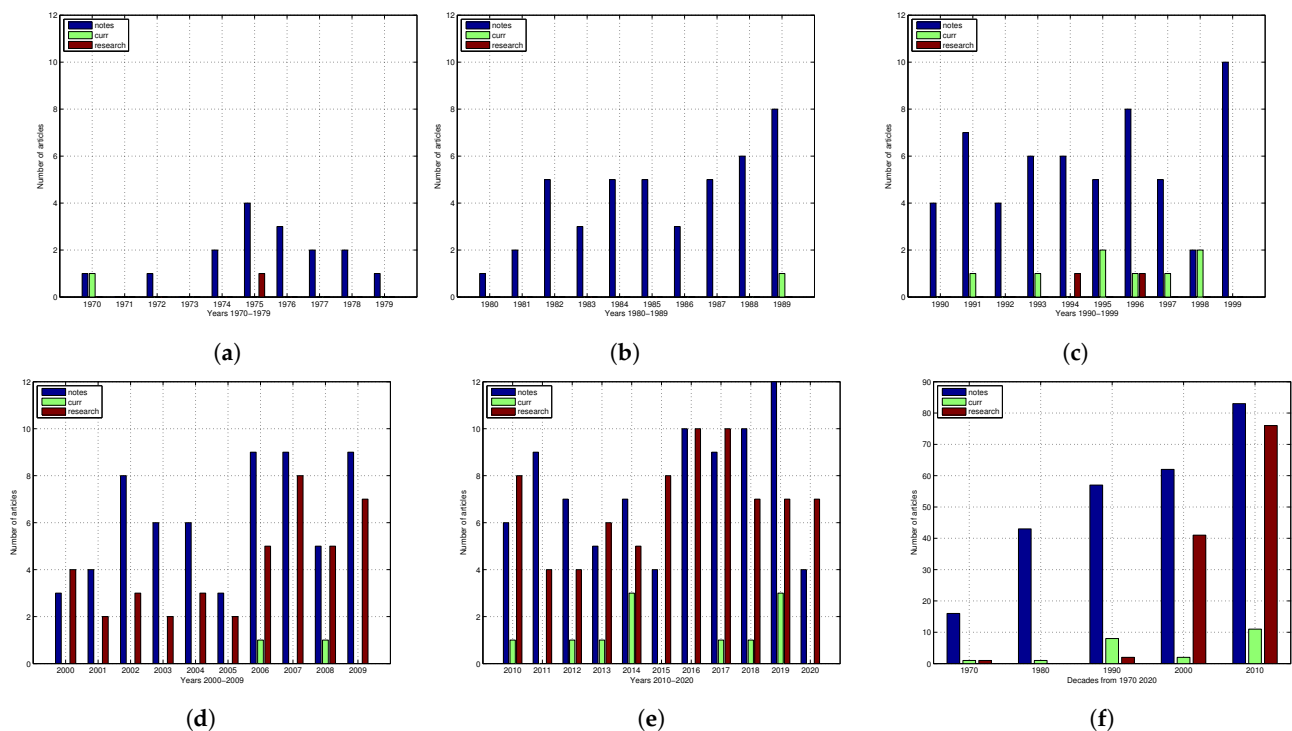 12
10
8
6
4
2
0
Number of articles
notes
curr
research
1970 1971 1972 1973 1974 1975 1976 1977 1978 1979
Years 1970−1979
(a)
12
10
8
6
4
2
0
Number of articles
notes
curr
research
1980 1981 1982 1983 1984 1985 1986 1987 1988 1989
Years 1980−1989
(b)
12
10
8
6
4
2
0
Number of articles
notes
curr
research
1990 1991 1992 1993 1994 1995 1996 1997 1998 1999
Years 1990−1999
(c)
12
10
8
6
4
2
0
Number of articles
notes
curr
research
2000 2001 2002 2003 2004 2005 2006 2007 2008 2009
Years 2000−2009
(d)
12
10
8
6
4
2
0
Number of articles
notes
curr
research
2010 2011 2012 2013 2014 2015 2016 2017 2018 2019 2020
Years 2010−2020
(e)
90
80
70
60
50
40
30
20
10
0
Number of articles
notes
curr
research
1970 1980 1990 2000 2010
Decades from 1970 2020
(f)